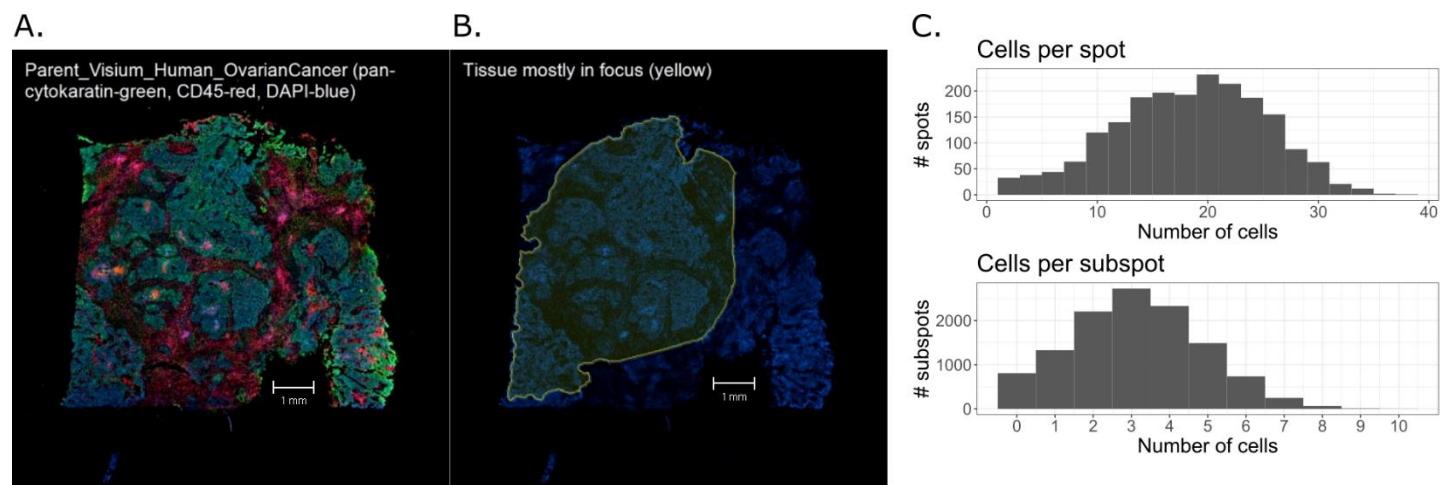 A.
Parent_Visium_Human_OvarianCancer (pan-
cytokaratin-green, CD45-red, DAPI-blue)
1 mm
B.
Tissue mostly in focus (yellow)
1 mm
C.
Cells per spot
# spots
200
150
100
50
0
0 10 20 30 40
Number of cells
Cells per subspot
# subspots
2000
1000
0
0 1 2 3 4 5 6 7 8 9 10
Number of cells